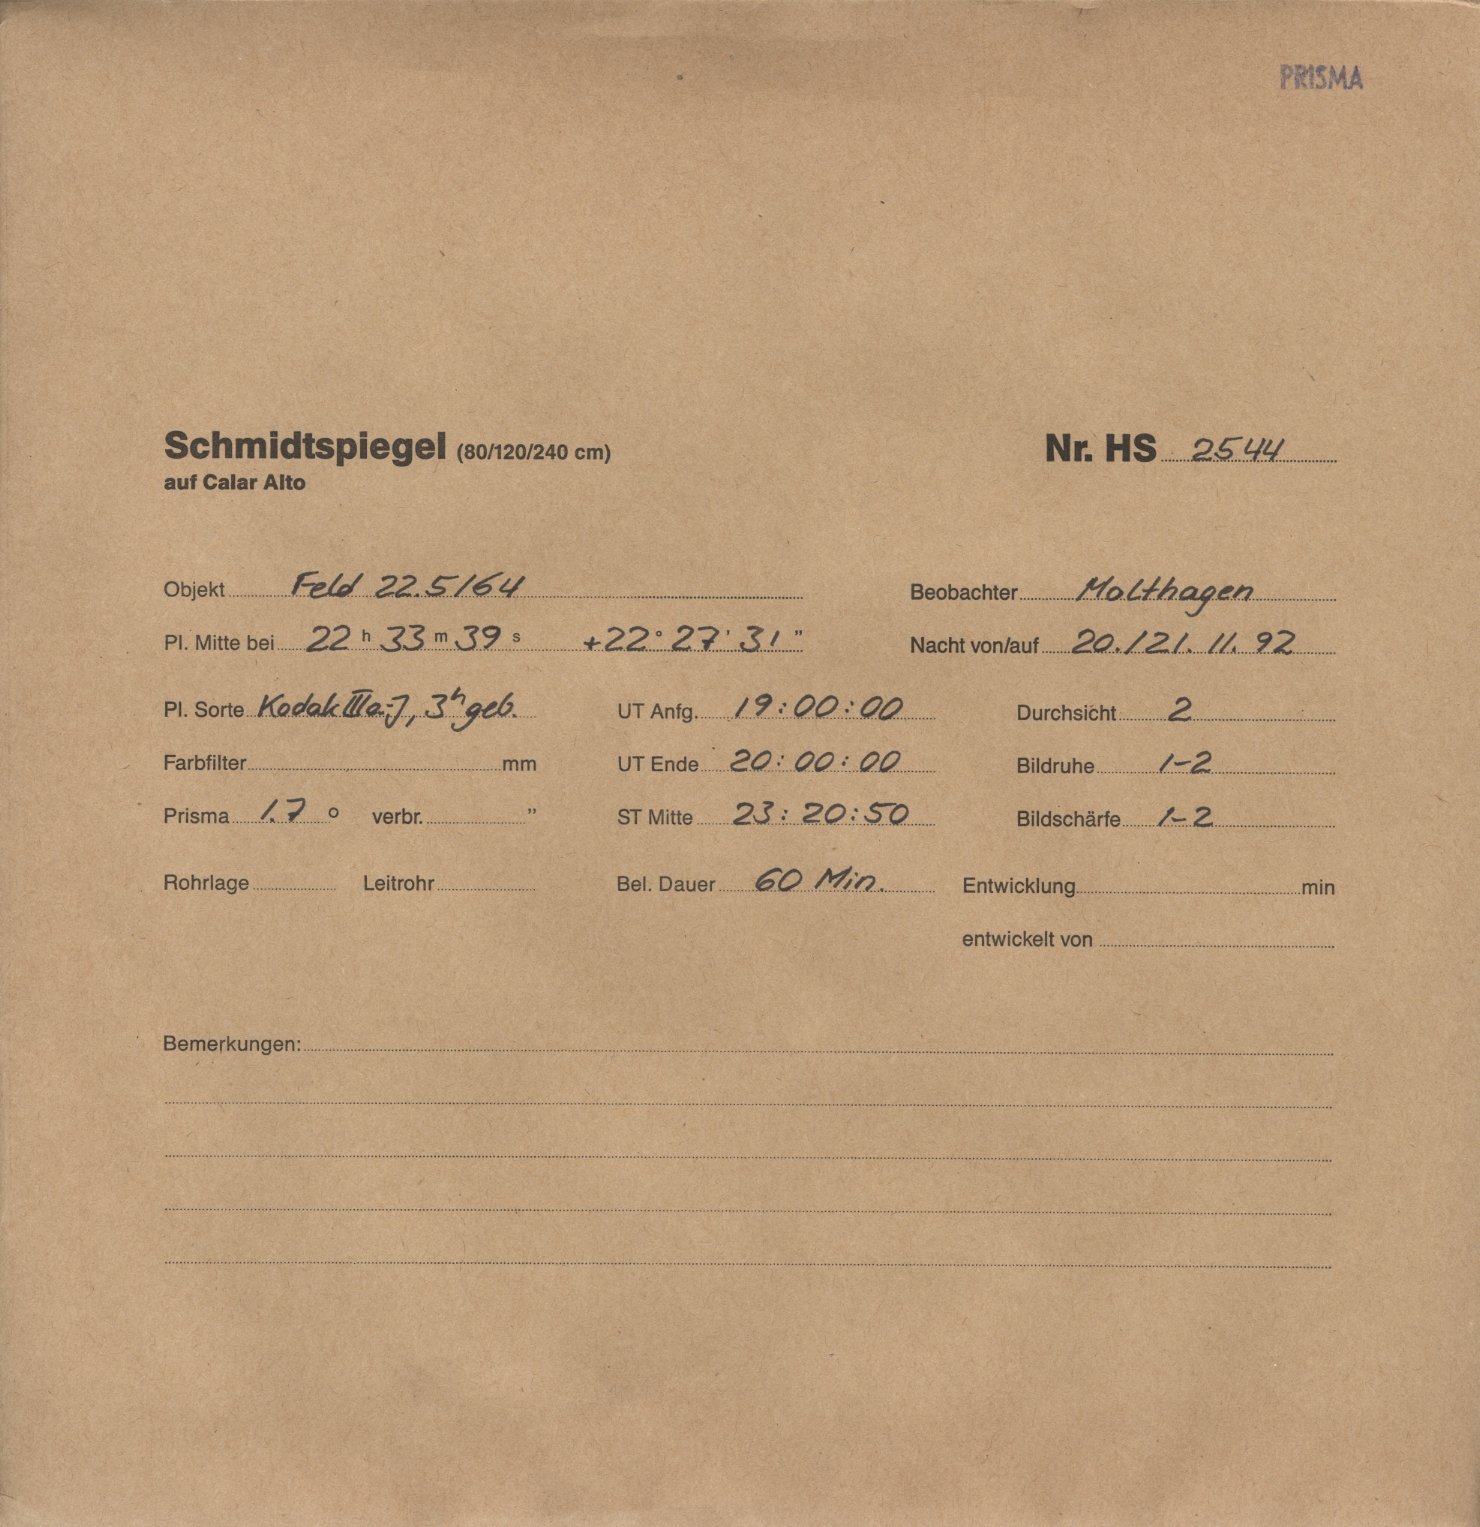 PRISMA
Schmidtspiegel (80/120/240 cm)
auf Calar Alto
Nr. HS 2544
Objekt Feld 22.5/64
Beobachter Molthagen
Pl. Mitte bei 22 h 33 m 39 s +22° 27' 31"
Nacht von/auf 20./21. 11. 92
Pl. Sorte Kodak IIIa-J, 3h geb.
UT Anfg. 19:00:00
Durchsicht 2
Farbfilter mm
UT Ende 20:00:00
Bildruhe 1-2
Prisma 1.7 ° verbr. "
ST Mitte 23:20:50
Bildschärfe 1-2
Rohrlage Leitrohr
Bel. Dauer 60 Min.
Entwicklung min
entwickelt von
Bemerkungen: